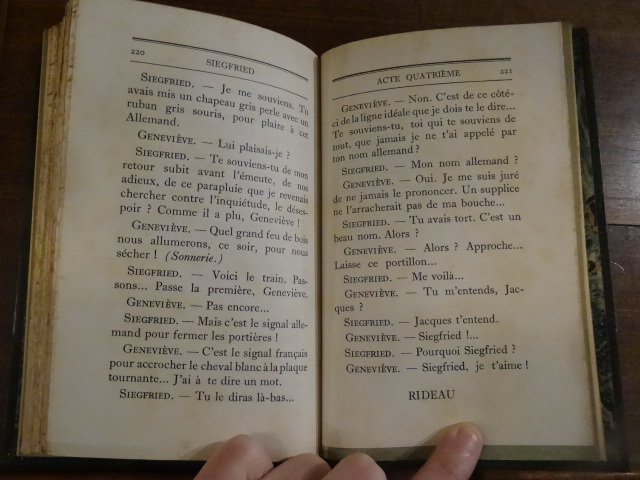 220
SIEGFRIED
SIEGFRIED. — Je me souviens. Tu
avais mis un chapeau gris perle avec un
ruban gris souris, pour plaire à cet
Allemand.
GENEVIÈVE. — Lui plaisais-je ?
SIEGFRIED. — Te souviens-tu de mon
retour subit avant l'émeute, de nos
adieux, de ce parapluie que je revenais
chercher contre l'inquiétude, le déses-
poir ? Comme il a plu, Geneviève !
GENEVIÈVE. — Quel grand feu de bois
nous allumerons, ce soir, pour nous
sécher ! (Sonnerie.)
SIEGFRIED. — Voici le train. Pas-
sons... Passe la première, Geneviève.
GENEVIÈVE. — Pas encore...
SIEGFRIED. — Mais c'est le signal alle-
mand pour fermer les portières !
GENEVIÈVE. — C'est le signal français
pour accrocher le cheval blanc à la plaque
tournante... J'ai à te dire un mot.
SIEGFRIED. — Tu le diras là-bas...
ACTE QUATRIÈME
221
GENEVIÈVE. — Non. C'est de ce côté-
ci de la ligne idéale que je dois te le dire...
Te souviens-tu, toi qui te souviens de
tout, que jamais je ne t'ai appelé par
ton nom allemand ?
SIEGFRIED. — Mon nom allemand ?
GENEVIÈVE. — Oui. Je me suis juré
de ne jamais le prononcer. Un supplice
ne l'arracherait pas de ma bouche...
SIEGFRIED. — Tu avais tort. C'est un
beau nom. Alors ?
GENEVIÈVE. — Alors ? Approche...
Laisse ce portillon...
SIEGFRIED. — Me voilà...
GENEVIÈVE. — Tu m'entends, Jac-
ques ?
SIEGFRIED. — Jacques t'entend.
GENEVIÈVE. — Siegfried !...
SIEGFRIED. — Pourquoi Siegfried ?
GENEVIÈVE. — Siegfried, je t'aime !
RIDEAU